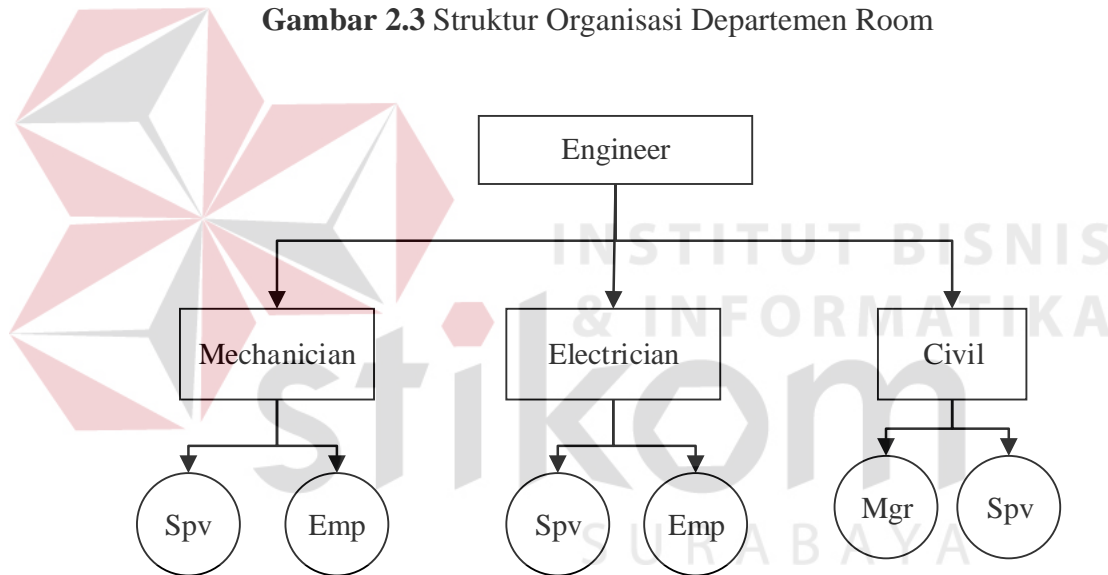 Gambar 2.3 Struktur Organisasi Departemen Room
Engineer
INSTITUT BISNIS
& INFORMATIKA
Mechanician
Electrician
Civil
stikom
Spv
Emp
Spv
Emp
Mgr
Spv
SURABAYA